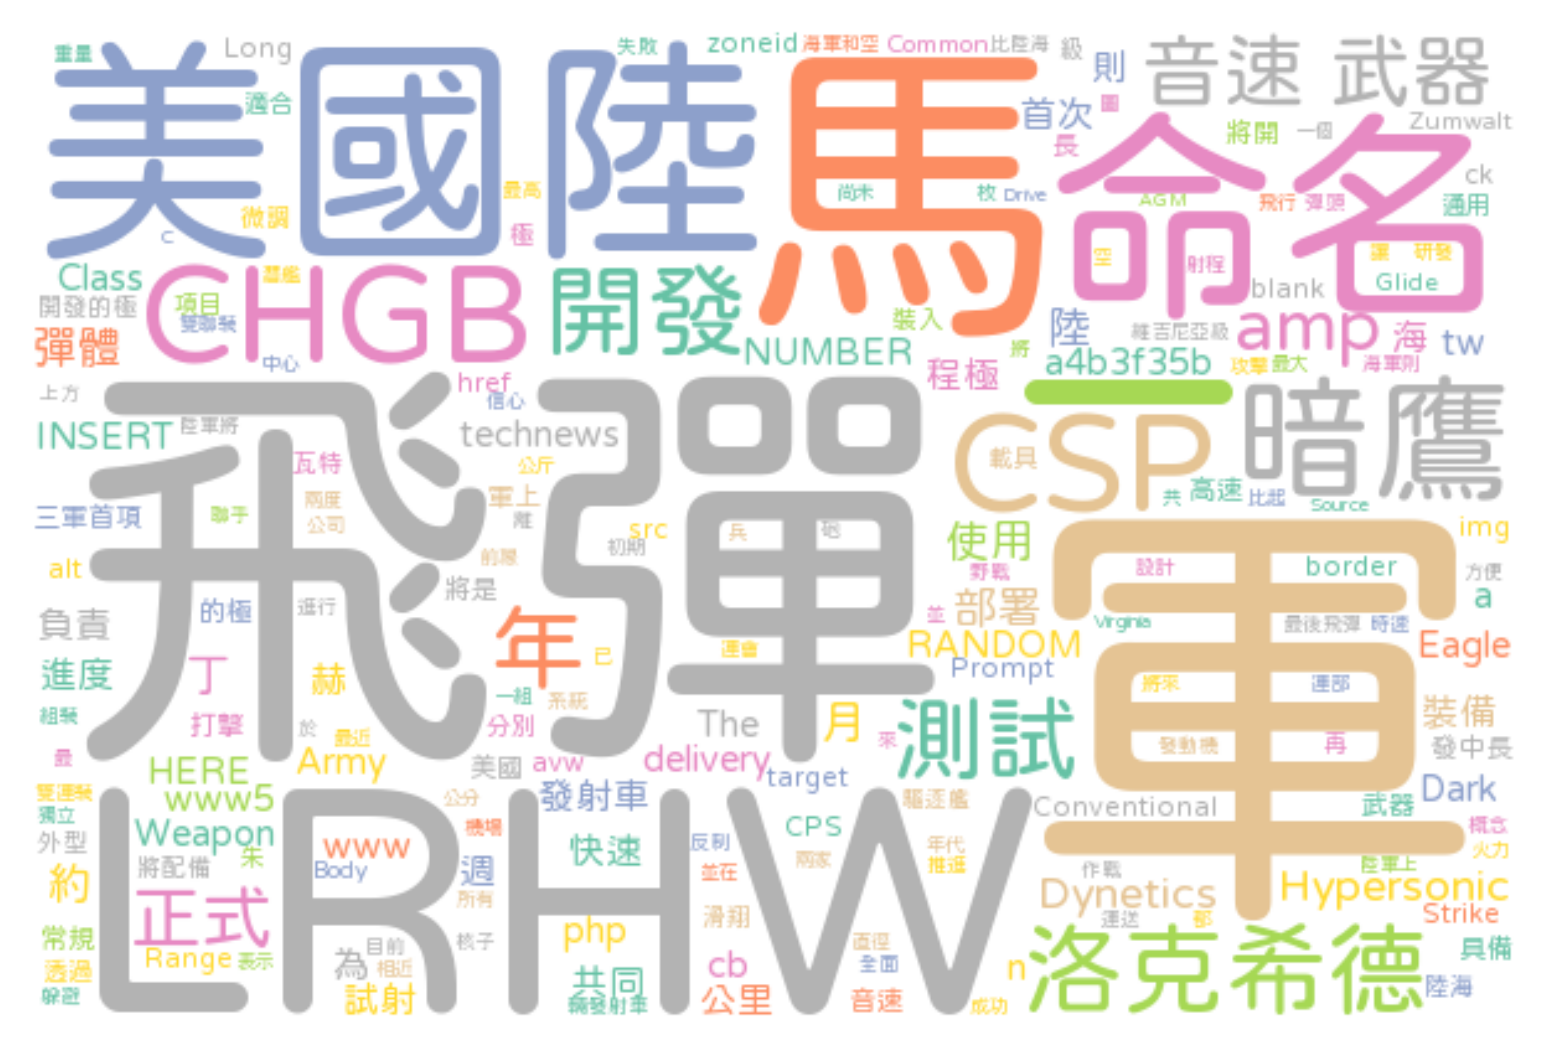 重量
Long
失敗
zoneid
海軍和空
Common
比陸海
級
則
音速
武器
美國陸
馬
適合
首次
圖
長
將開
一個
Zumwalt
命名
微調
最高
極
尚未
枚
Drive
AGM
飛行
彈頭
ck
通用
c
空
射程
讓
研發
Glide
Class
潛艦
CHGB
開發
blank
開發的極
項目
雙聯裝
裝入
陸
維吉尼亞級
amp
海
tw
彈體
中心
NUMBER
將
程極
a4b3f35b
攻擊
最大
海軍則
上方
href
信心
一
暗鷹
INSERT
陸軍將
technews
CSP
載具
飛彈
瓦特
公斤
共
高速
比起
Source
三軍首項
聯手
兩度
公司
軍上
離
src
初期
兵
砲
使用
img
軍
alt
前景
野戰
設計
border
方便
將是
a
負責
的極
進行
年
並
部署
Virginia
最後飛彈
時速
已
運會
RANDOM
Eagle
進度
丁
赫
Prompt
將來
連部
組裝
打擊
於
一組
系統
分別
The
月
來
測試
裝備
最近
最
發動機
再
發中長
HERE
Army
美國
avw
delivery
target
雙連裝
www5
公分
發射車
驅逐艦
Conventional
武器
Dark
LRHW
獨立
Weapon
機場
CPS
概念
外型
www
朱
快速
反制
年代
火力
將配備
Body
週
並在
兩家
推進
作戰
陸軍上
約
正式
所有
滑翔
Dynetics
Hypersonic
運送
部
Strike
常規
核子
php
直徑
洛克希德
Range
表示
為
目前
相近
cb
全面
具備
透過
共同
n
陸海
躲避
試射
輛發射車
公里
音速
成功